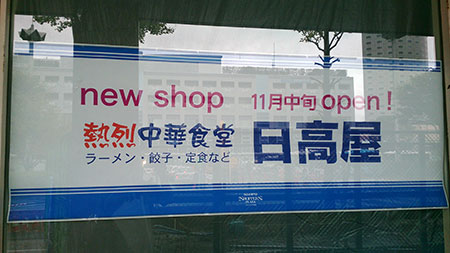 new shop 11月中旬 open!
熱烈中華食堂 日高屋
ラーメン・餃子・定食など